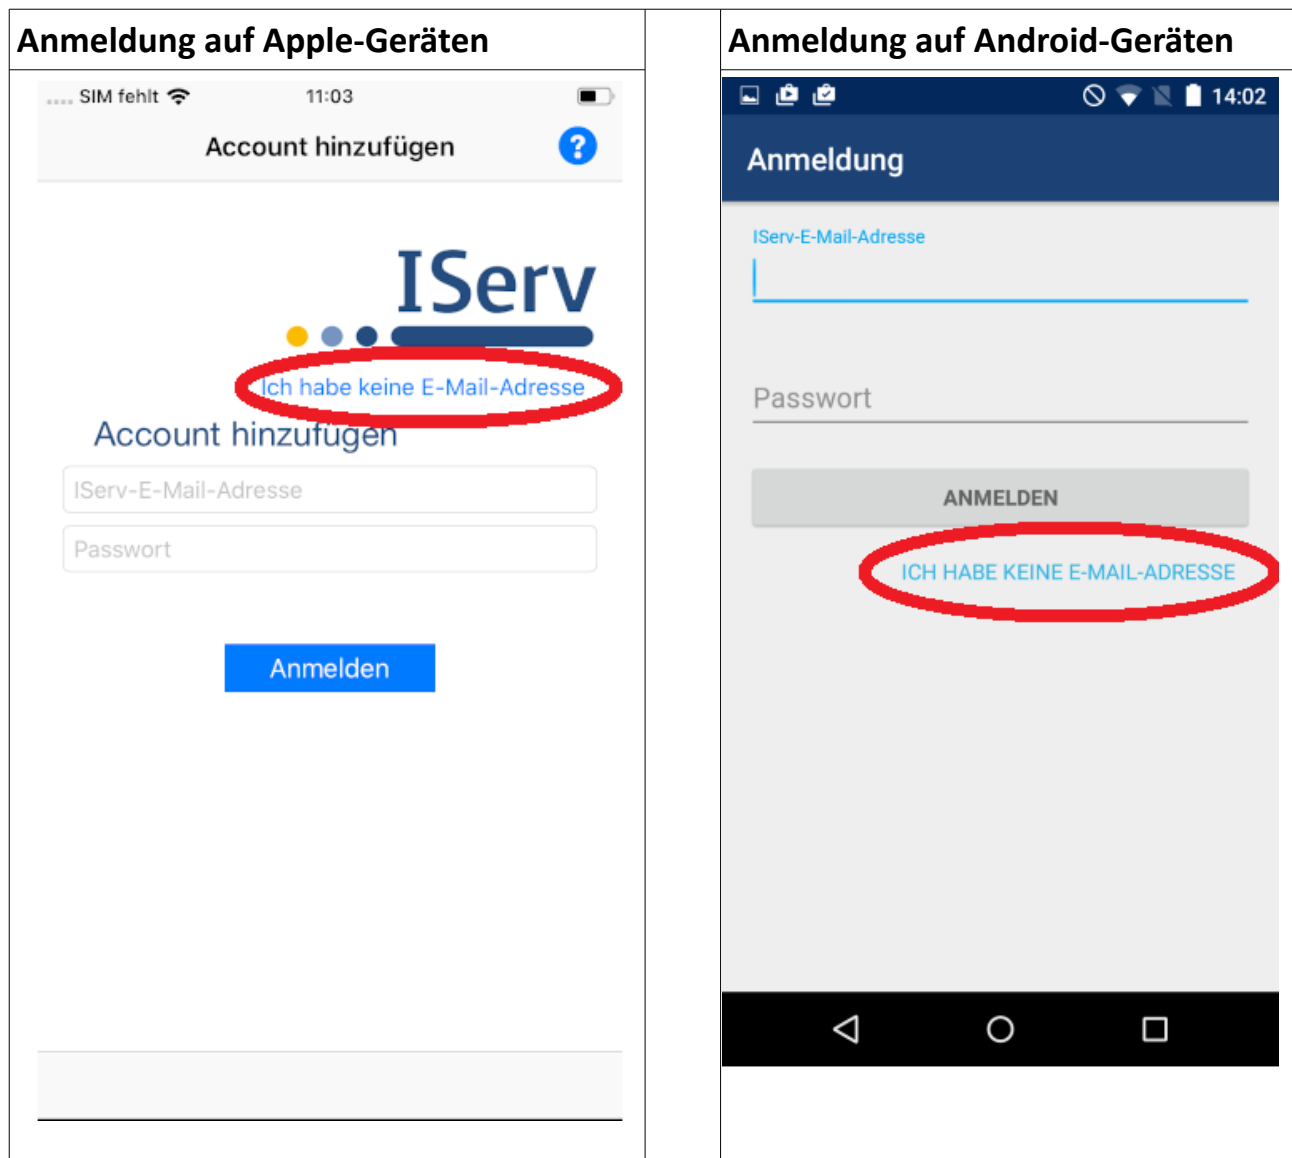 Anmeldung auf Apple-Geräten
SIM fehlt
11:03
Account hinzufügen
?
IServ
Ich habe keine E-Mail-Adresse
Account hinzufügen
IServ-E-Mail-Adresse
Passwort
Anmelden
Anmeldung auf Android-Geräten
14:02
Anmeldung
IServ-E-Mail-Adresse
Passwort
ANMELDEN
ICH HABE KEINE E-MAIL-ADRESSE